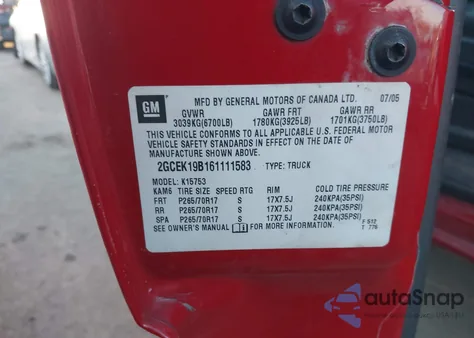 GM
MFD BY GENERAL MOTORS OF CANADA LTD. 07/05
GVWR GAWR FRT GAWR RR
3039KG(6700LB) 1780KG(3925LB) 1701KG(3750LB)
THIS VEHICLE CONFORMS TO ALL APPLICABLE U.S. FEDERAL MOTOR
VEHICLE SAFETY STANDARDS IN EFFECT ON THE DATE OF
MANUFACTURE SHOWN ABOVE.
2GCEK19B161111583 TYPE: TRUCK
MODEL: K15753
KAM6 TIRE SIZE SPEED RTG RIM COLD TIRE PRESSURE
FRT P265/70R17 S 17X7.5J 240KPA(35PSI)
RR P265/70R17 S 17X7.5J 240KPA(35PSI)
SPA P265/70R17 S 17X7.5J 240KPA(35PSI)
SEE OWNER'S MANUAL FOR MORE INFORMATION.
F 512
T 776
autoSnap